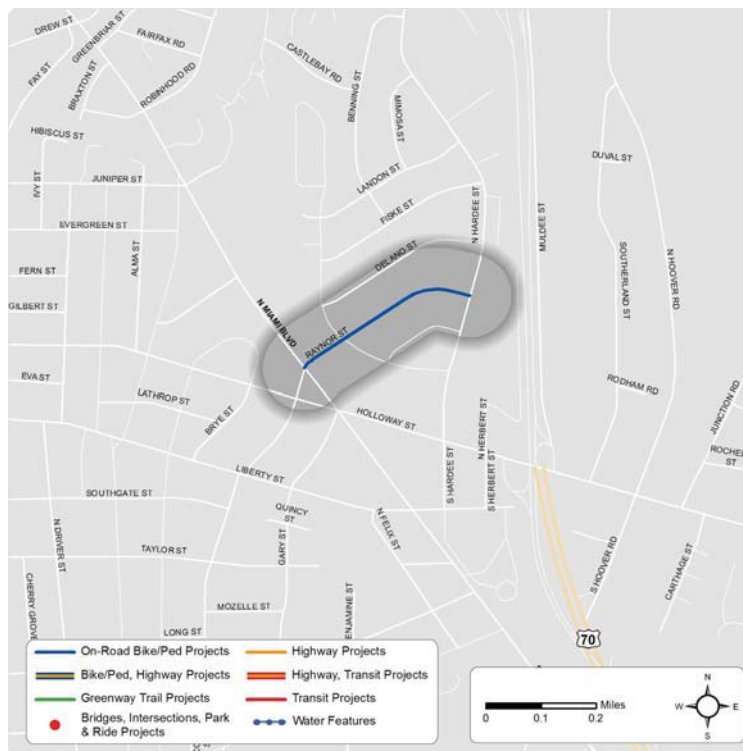 DREW ST
GREENBRIAR ST
FAIRFAX RD
FAY ST
BRAXTON ST
ROBINHOOD RD
CASTLEBAY RD
BENNING ST
MIMOSA ST
HIBISCUS ST
IVY ST
JUNIPER ST
LANDON ST
DUVAL ST
FISKE ST
N HARDEE ST
MULDEE ST
SOUTHERLAND ST
N HOOVER RD
EVERGREEN ST
ALMA ST
FERN ST
DELANO ST
GILBERT ST
N MIAMI BLVD
RAYNOR ST
EVA ST
LATHROP ST
BRYE ST
HOLLOWAY ST
RODHAM RD
JUNCTION RD
N HERBERT ST
ROCHEL
ST
LIBERTY ST
S HARDEE ST
S HERBERT ST
SOUTHGATE ST
QUINCY
ST
N FELIX ST
N DRIVER ST
TAYLOR ST
GARY ST
S HOOVER RD
CARTHAGE ST
CHERRY GROVE
MOZELLE ST
ENJAMINE ST
LONG ST
70
On-Road Bike/Ped Projects
Highway Projects
Bike/Ped, Highway Projects
Highway, Transit Projects
Greenway Trail Projects
Transit Projects
Bridges, Intersections, Park
& Ride Projects
Water Features
Miles
0 0.1 0.2
N
W E
S